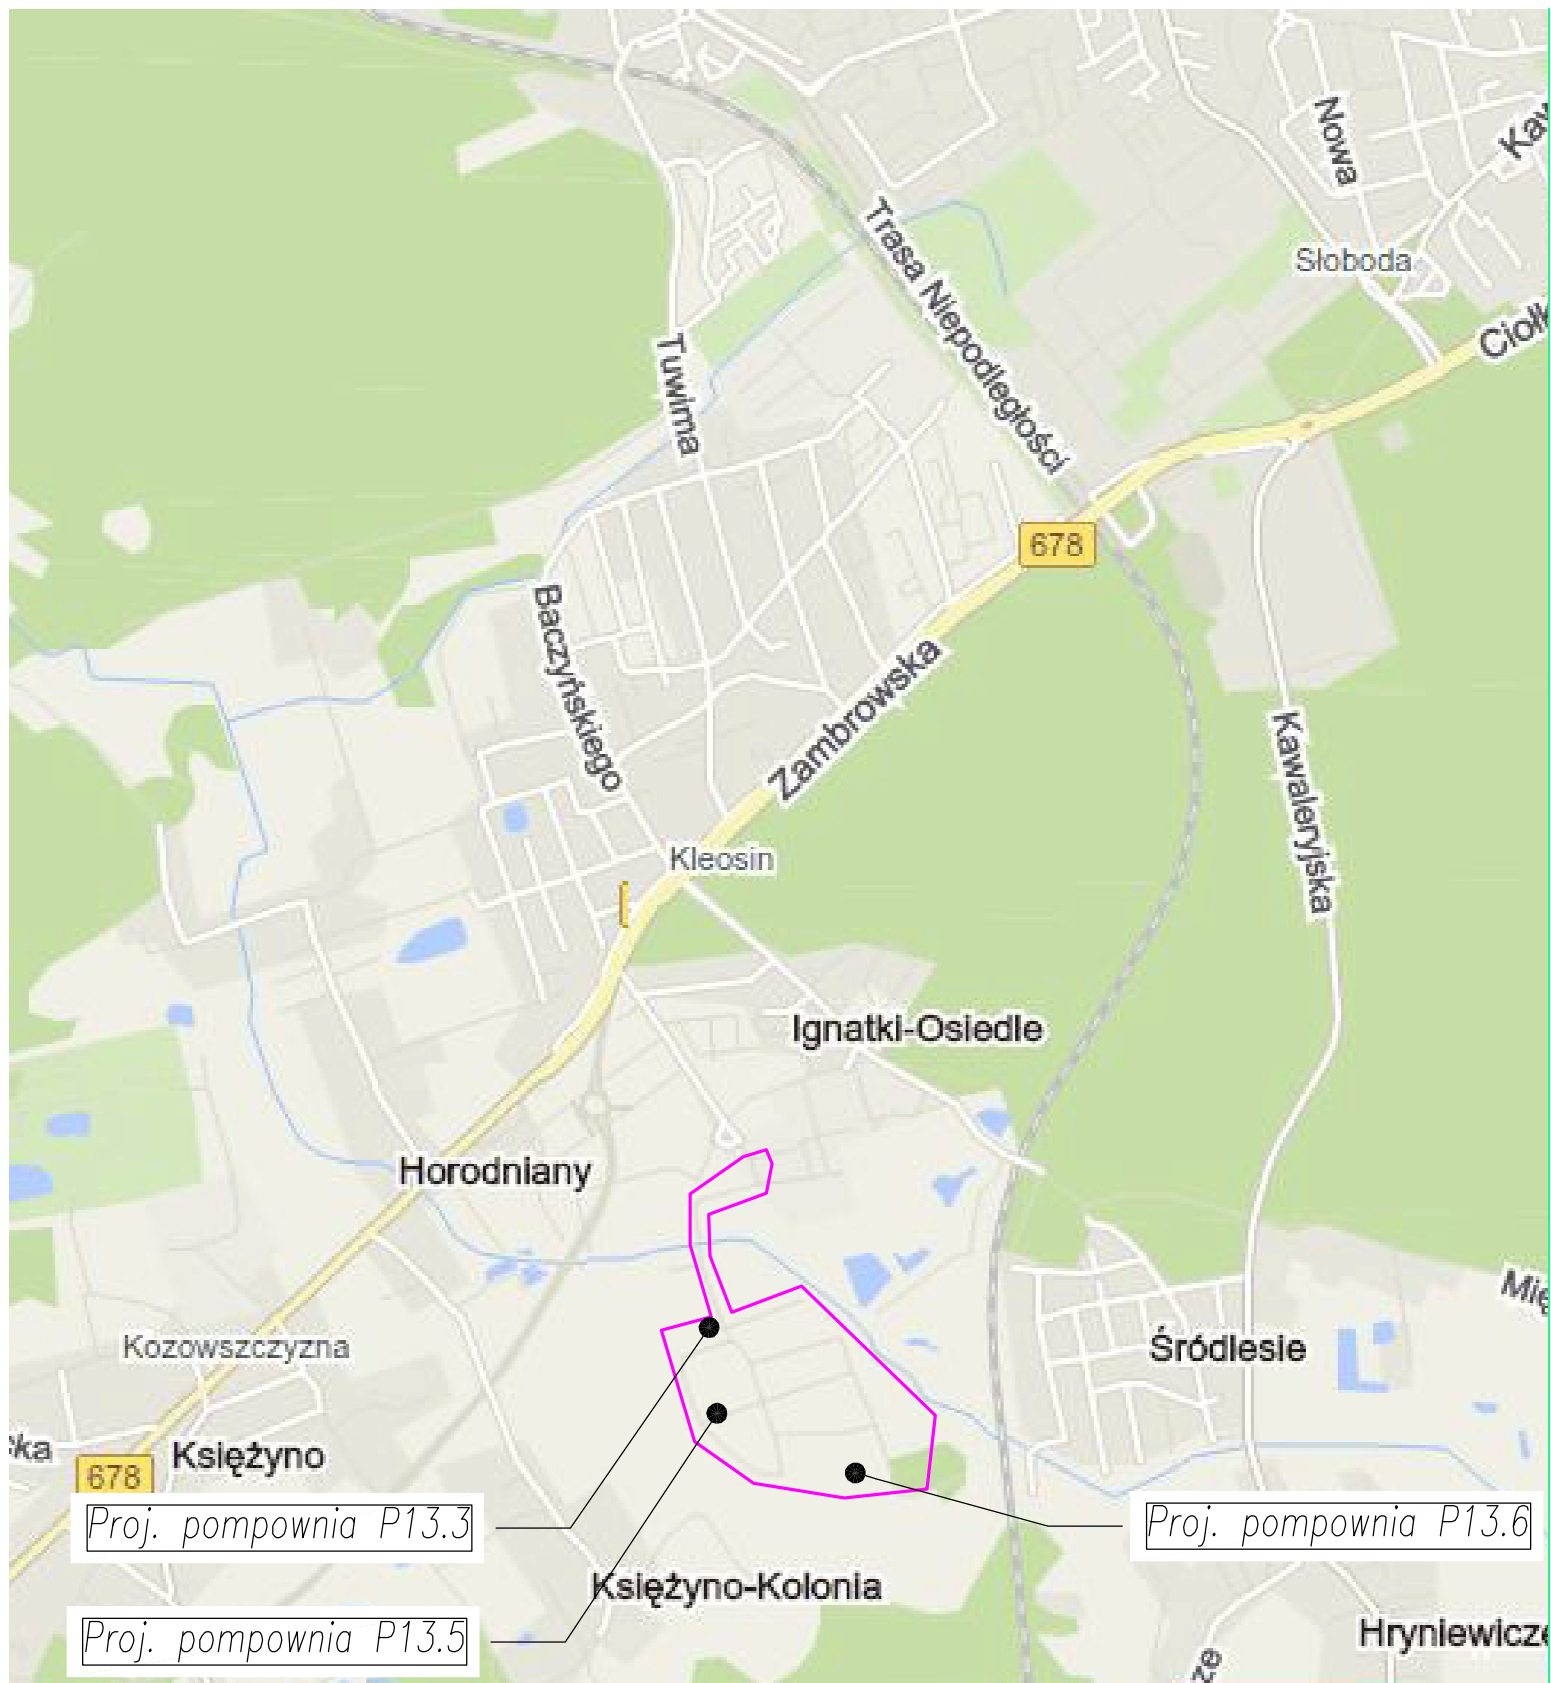 Nowa
Trasa Niepodległości
Słoboda
Tuwima
678
Baczyńskiego
Zambrowska
Kawaleryjska
Kleosin
Ignatki-Osiedle
Horodniany
Śródlesie
Kozowszczyzna
Księżyno
678
Proj. pompownia P13.3
Proj. pompownia P13.6
Księżyno-Kolonia
Proj. pompownia P13.5